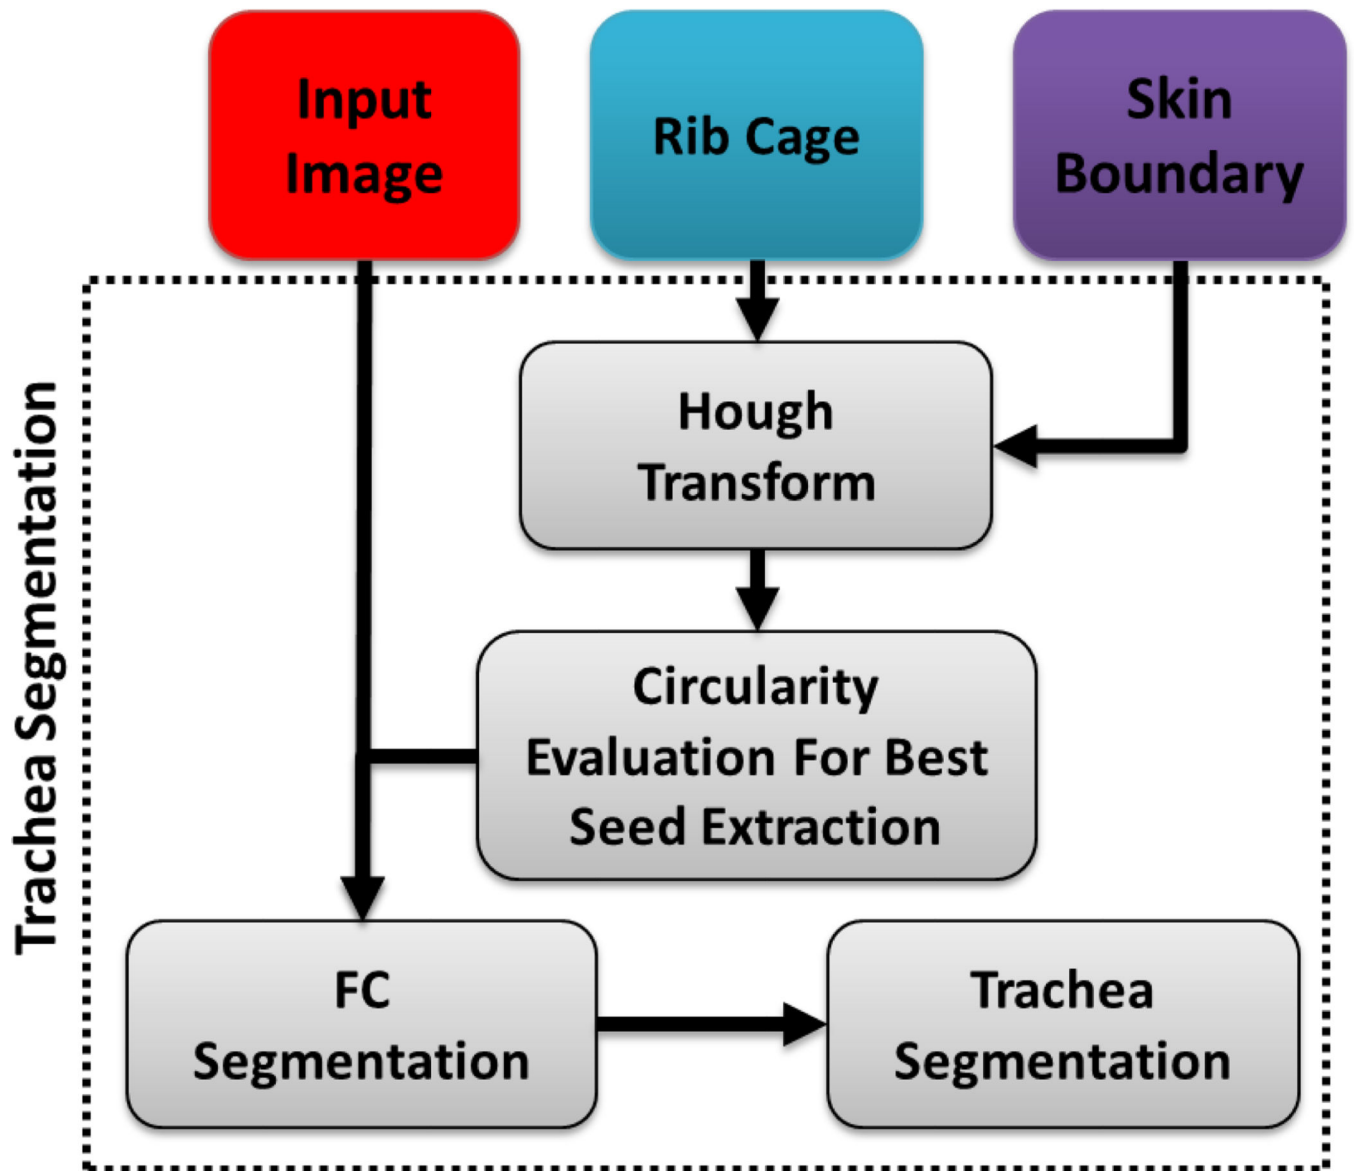 Input
Image
Rib Cage
Skin
Boundary
Trachea Segmentation
Hough
Transform
Circularity
Evaluation For Best
Seed Extraction
FC
Segmentation
Trachea
Segmentation